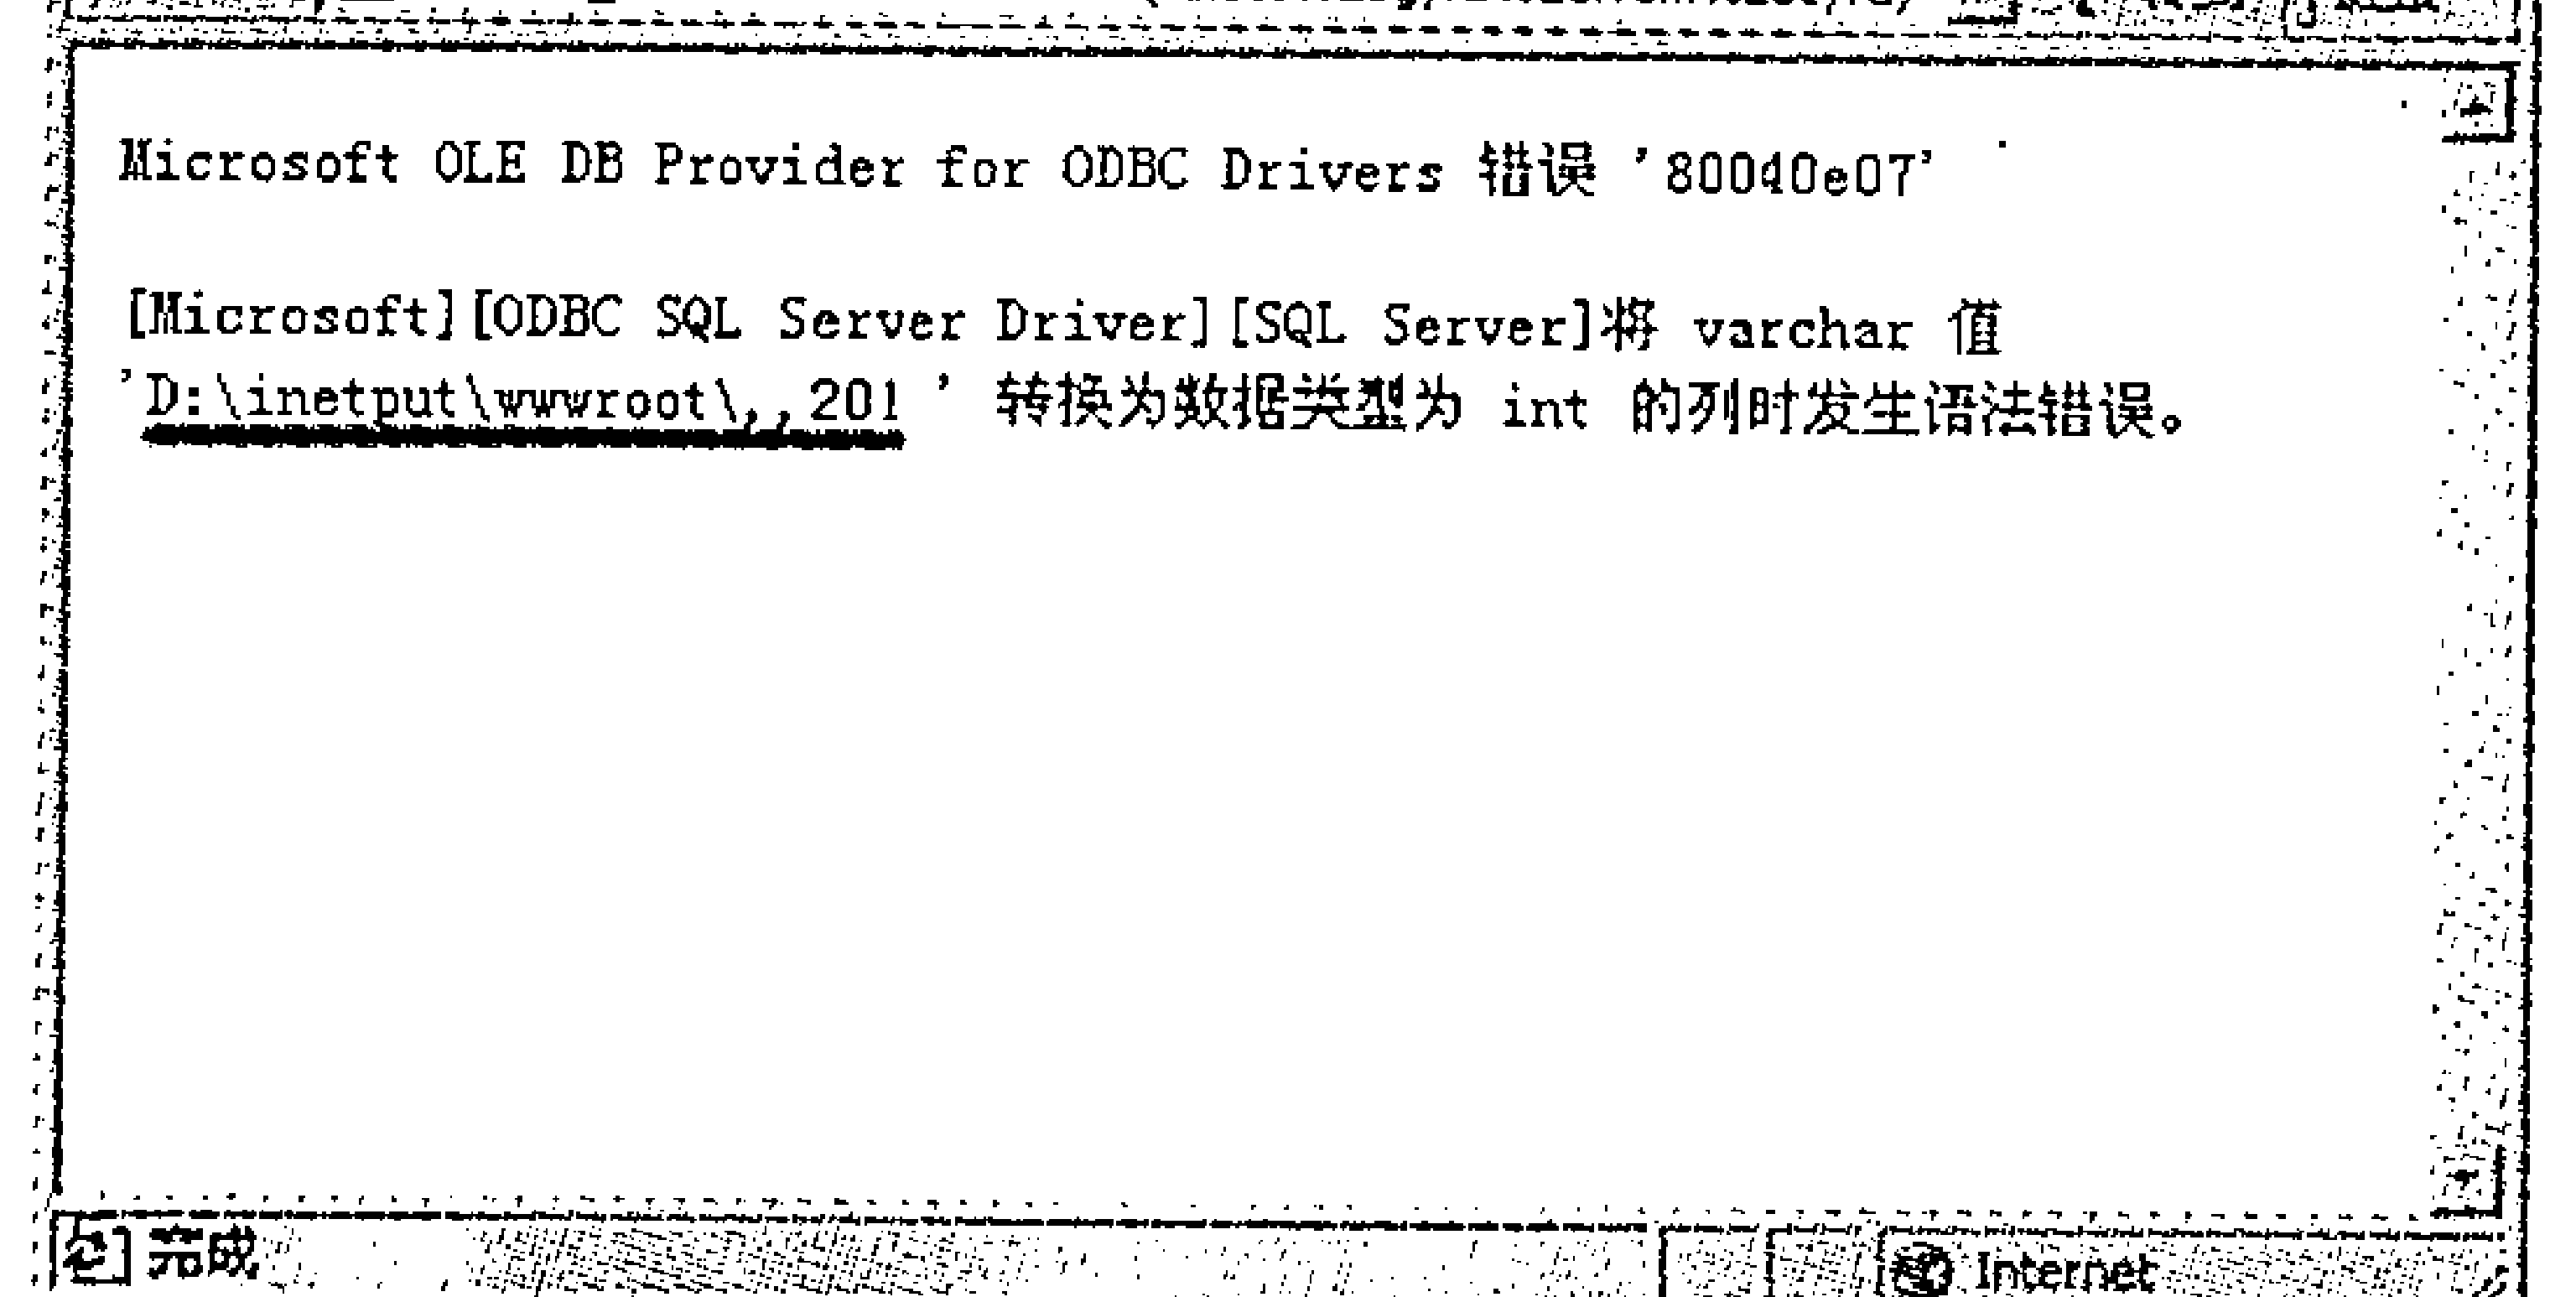 Microsoft OLE DB Provider for ODBC Drivers 错误 '80040e07'
[Microsoft][ODBC SQL Server Driver][SQL Server]将 varchar 值
'D:\inetput\wwwroot\,,201 ' 转换为数据类型为 int 的列时发生语法错误。
完成
Internet